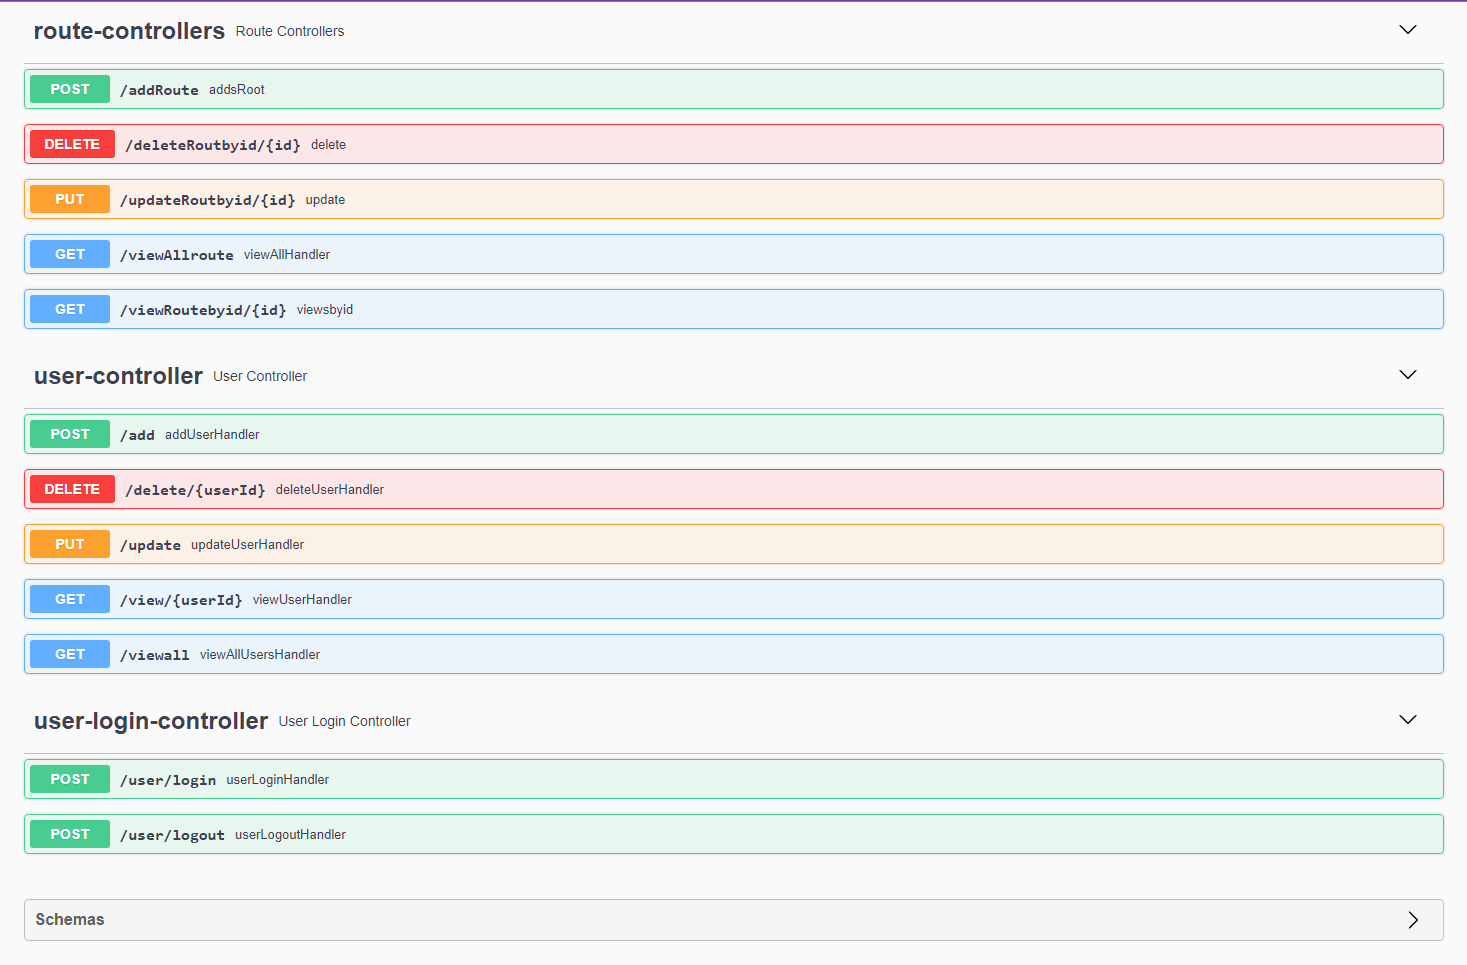 route-controllers Route Controllers
POST /addRoute addsRoot
DELETE /deleteRoutbyid/{id} delete
PUT /updateRoutbyid/{id} update
GET /viewAllroute viewAllHandler
GET /viewRoutebyid/{id} viewsbyid
user-controller User Controller
POST /add addUserHandler
DELETE /delete/{userId} deleteUserHandler
PUT /update updateUserHandler
GET /view/{userId} viewUserHandler
GET /viewall viewAllUsersHandler
user-login-controller User Login Controller
POST /user/login userLoginHandler
POST /user/logout userLogoutHandler
Schemas